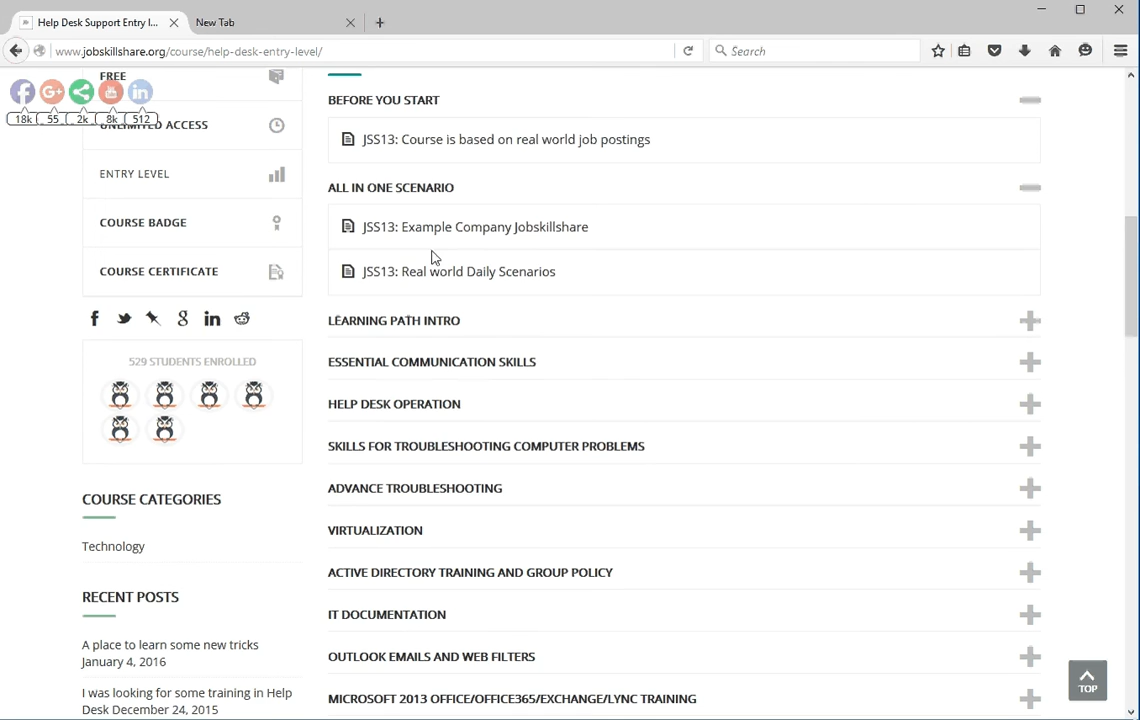 Help Desk Support Entry l...
New Tab
www.jobskillshare.org/course/help-desk-entry-level/
Search
18k
55
2k
8k
512
FREE
UNLIMITED ACCESS
ENTRY LEVEL
COURSE BADGE
COURSE CERTIFICATE
529 STUDENTS ENROLLED
COURSE CATEGORIES
Technology
RECENT POSTS
A place to learn some new tricks
January 4, 2016
I was looking for some training in Help
Desk December 24, 2015
BEFORE YOU START
JSS13: Course is based on real world job postings
ALL IN ONE SCENARIO
JSS13: Example Company Jobskillshare
JSS13: Real world Daily Scenarios
LEARNING PATH INTRO
ESSENTIAL COMMUNICATION SKILLS
HELP DESK OPERATION
SKILLS FOR TROUBLESHOOTING COMPUTER PROBLEMS
ADVANCE TROUBLESHOOTING
VIRTUALIZATION
ACTIVE DIRECTORY TRAINING AND GROUP POLICY
IT DOCUMENTATION
OUTLOOK EMAILS AND WEB FILTERS
MICROSOFT 2013 OFFICE/OFFICE365/EXCHANGE/LYNC TRAINING
TOP